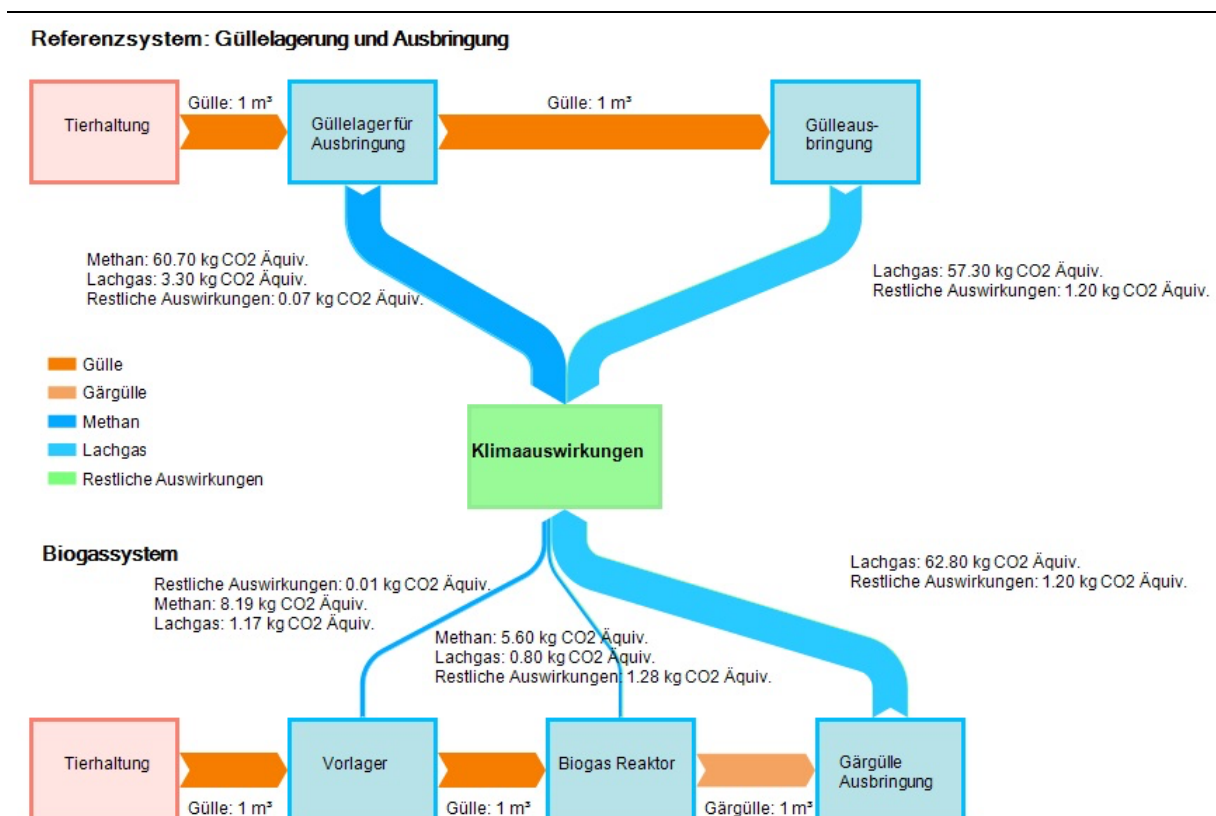 Referenzsystem: Güllelagerung und Ausbringung
Gülle: 1 m³
Gülle: 1 m³
Tierhaltung
Güllelager für
Ausbringung
Gülleaus-
bringung
Methan: 60.70 kg CO2 Äquiv.
Lachgas: 3.30 kg CO2 Äquiv.
Restliche Auswirkungen: 0.07 kg CO2 Äquiv.
Lachgas: 57.30 kg CO2 Äquiv.
Restliche Auswirkungen: 1.20 kg CO2 Äquiv.
Gülle
Gärgülle
Methan
Lachgas
Restliche Auswirkungen
Klimaauswirkungen
Biogassystem
Restliche Auswirkungen: 0.01 kg CO2 Äquiv.
Methan: 8.19 kg CO2 Äquiv.
Lachgas: 1.17 kg CO2 Äquiv.
Methan: 5.60 kg CO2 Äquiv.
Lachgas: 0.80 kg CO2 Äquiv.
Restliche Auswirkungen: 1.28 kg CO2 Äquiv.
Lachgas: 62.80 kg CO2 Äquiv.
Restliche Auswirkungen: 1.20 kg CO2 Äquiv.
Tierhaltung
Vorlager
Biogas Reaktor
Gärgülle
Ausbringung
Gülle: 1 m³
Gülle: 1 m³
Gärgülle: 1 m³